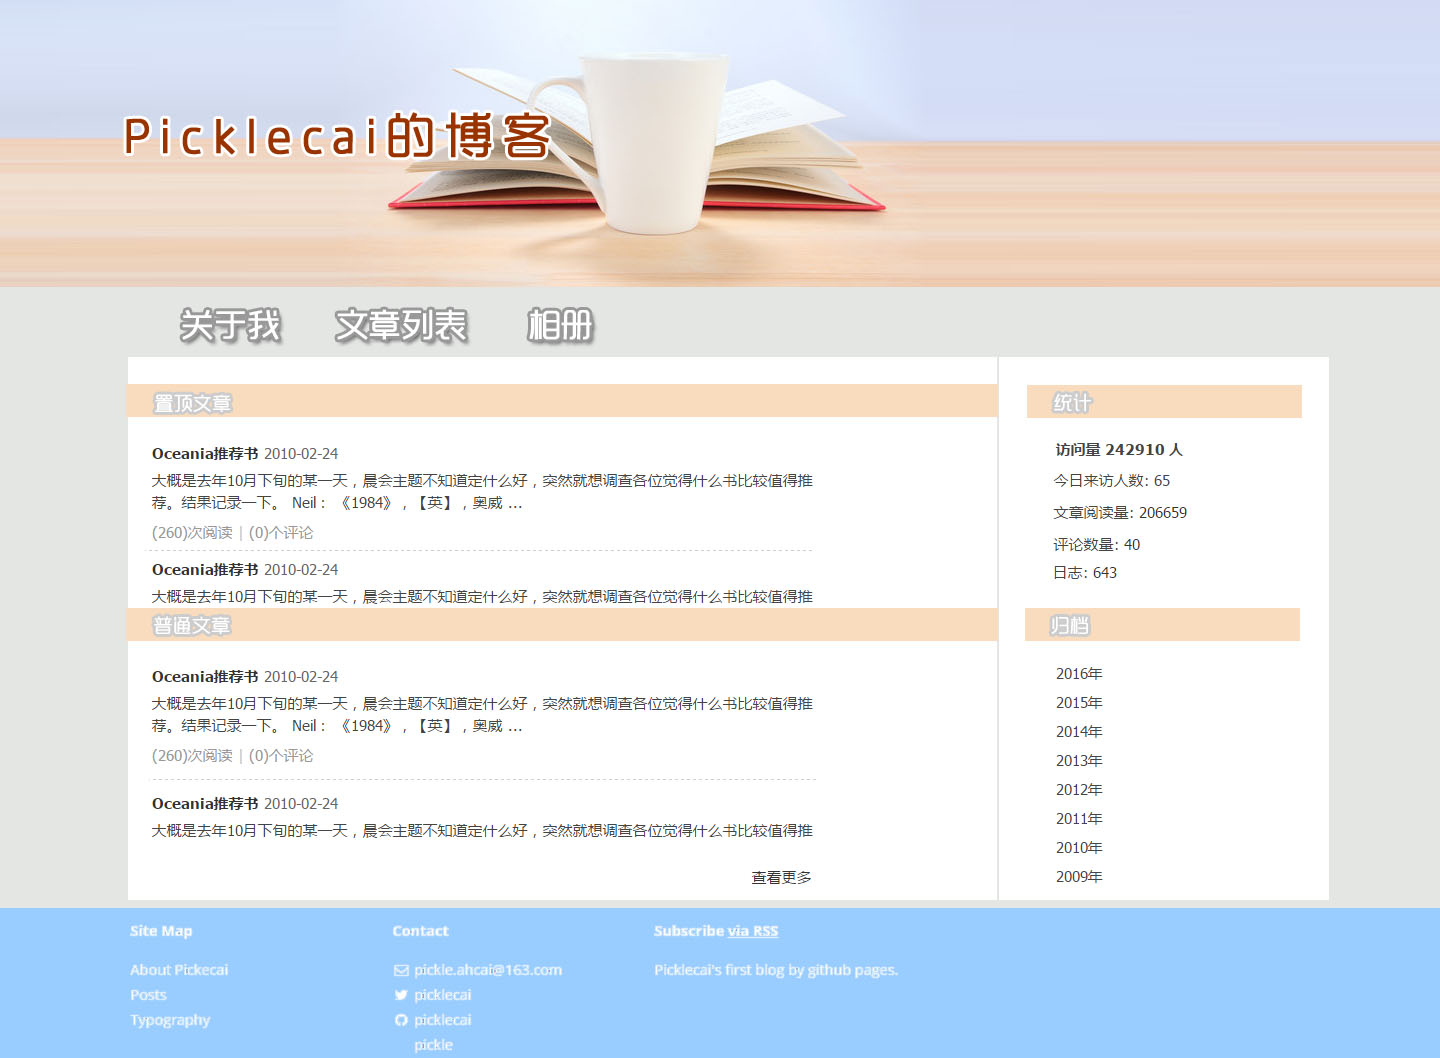 Picklecai的博客
关于我 文章列表 相册
置顶文章
Oceania推荐书 2010-02-24
大概是去年10月下旬的某一天，晨会主题不知道定什么好，突然就想调查各位觉得什么书比较值得推
荐。结果记录一下。 Neil： 《1984》，【英】，奥威 ...
(260)次阅读 | (0)个评论
Oceania推荐书 2010-02-24
大概是去年10月下旬的某一天，晨会主题不知道定什么好，突然就想调查各位觉得什么书比较值得推
普通文章
Oceania推荐书 2010-02-24
大概是去年10月下旬的某一天，晨会主题不知道定什么好，突然就想调查各位觉得什么书比较值得推
荐。结果记录一下。 Neil： 《1984》，【英】，奥威 ...
(260)次阅读 | (0)个评论
Oceania推荐书 2010-02-24
大概是去年10月下旬的某一天，晨会主题不知道定什么好，突然就想调查各位觉得什么书比较值得推
查看更多
统计
访问量 242910 人
今日来访人数: 65
文章阅读量: 206659
评论数量: 40
日志: 643
归档
2016年
2015年
2014年
2013年
2012年
2011年
2010年
2009年
Site Map
About Pickecai
Posts
Typography
Contact
pickle.ahcai@163.com
picklecai
picklecai
pickle
Subscribe via RSS
Picklecai's first blog by github pages.